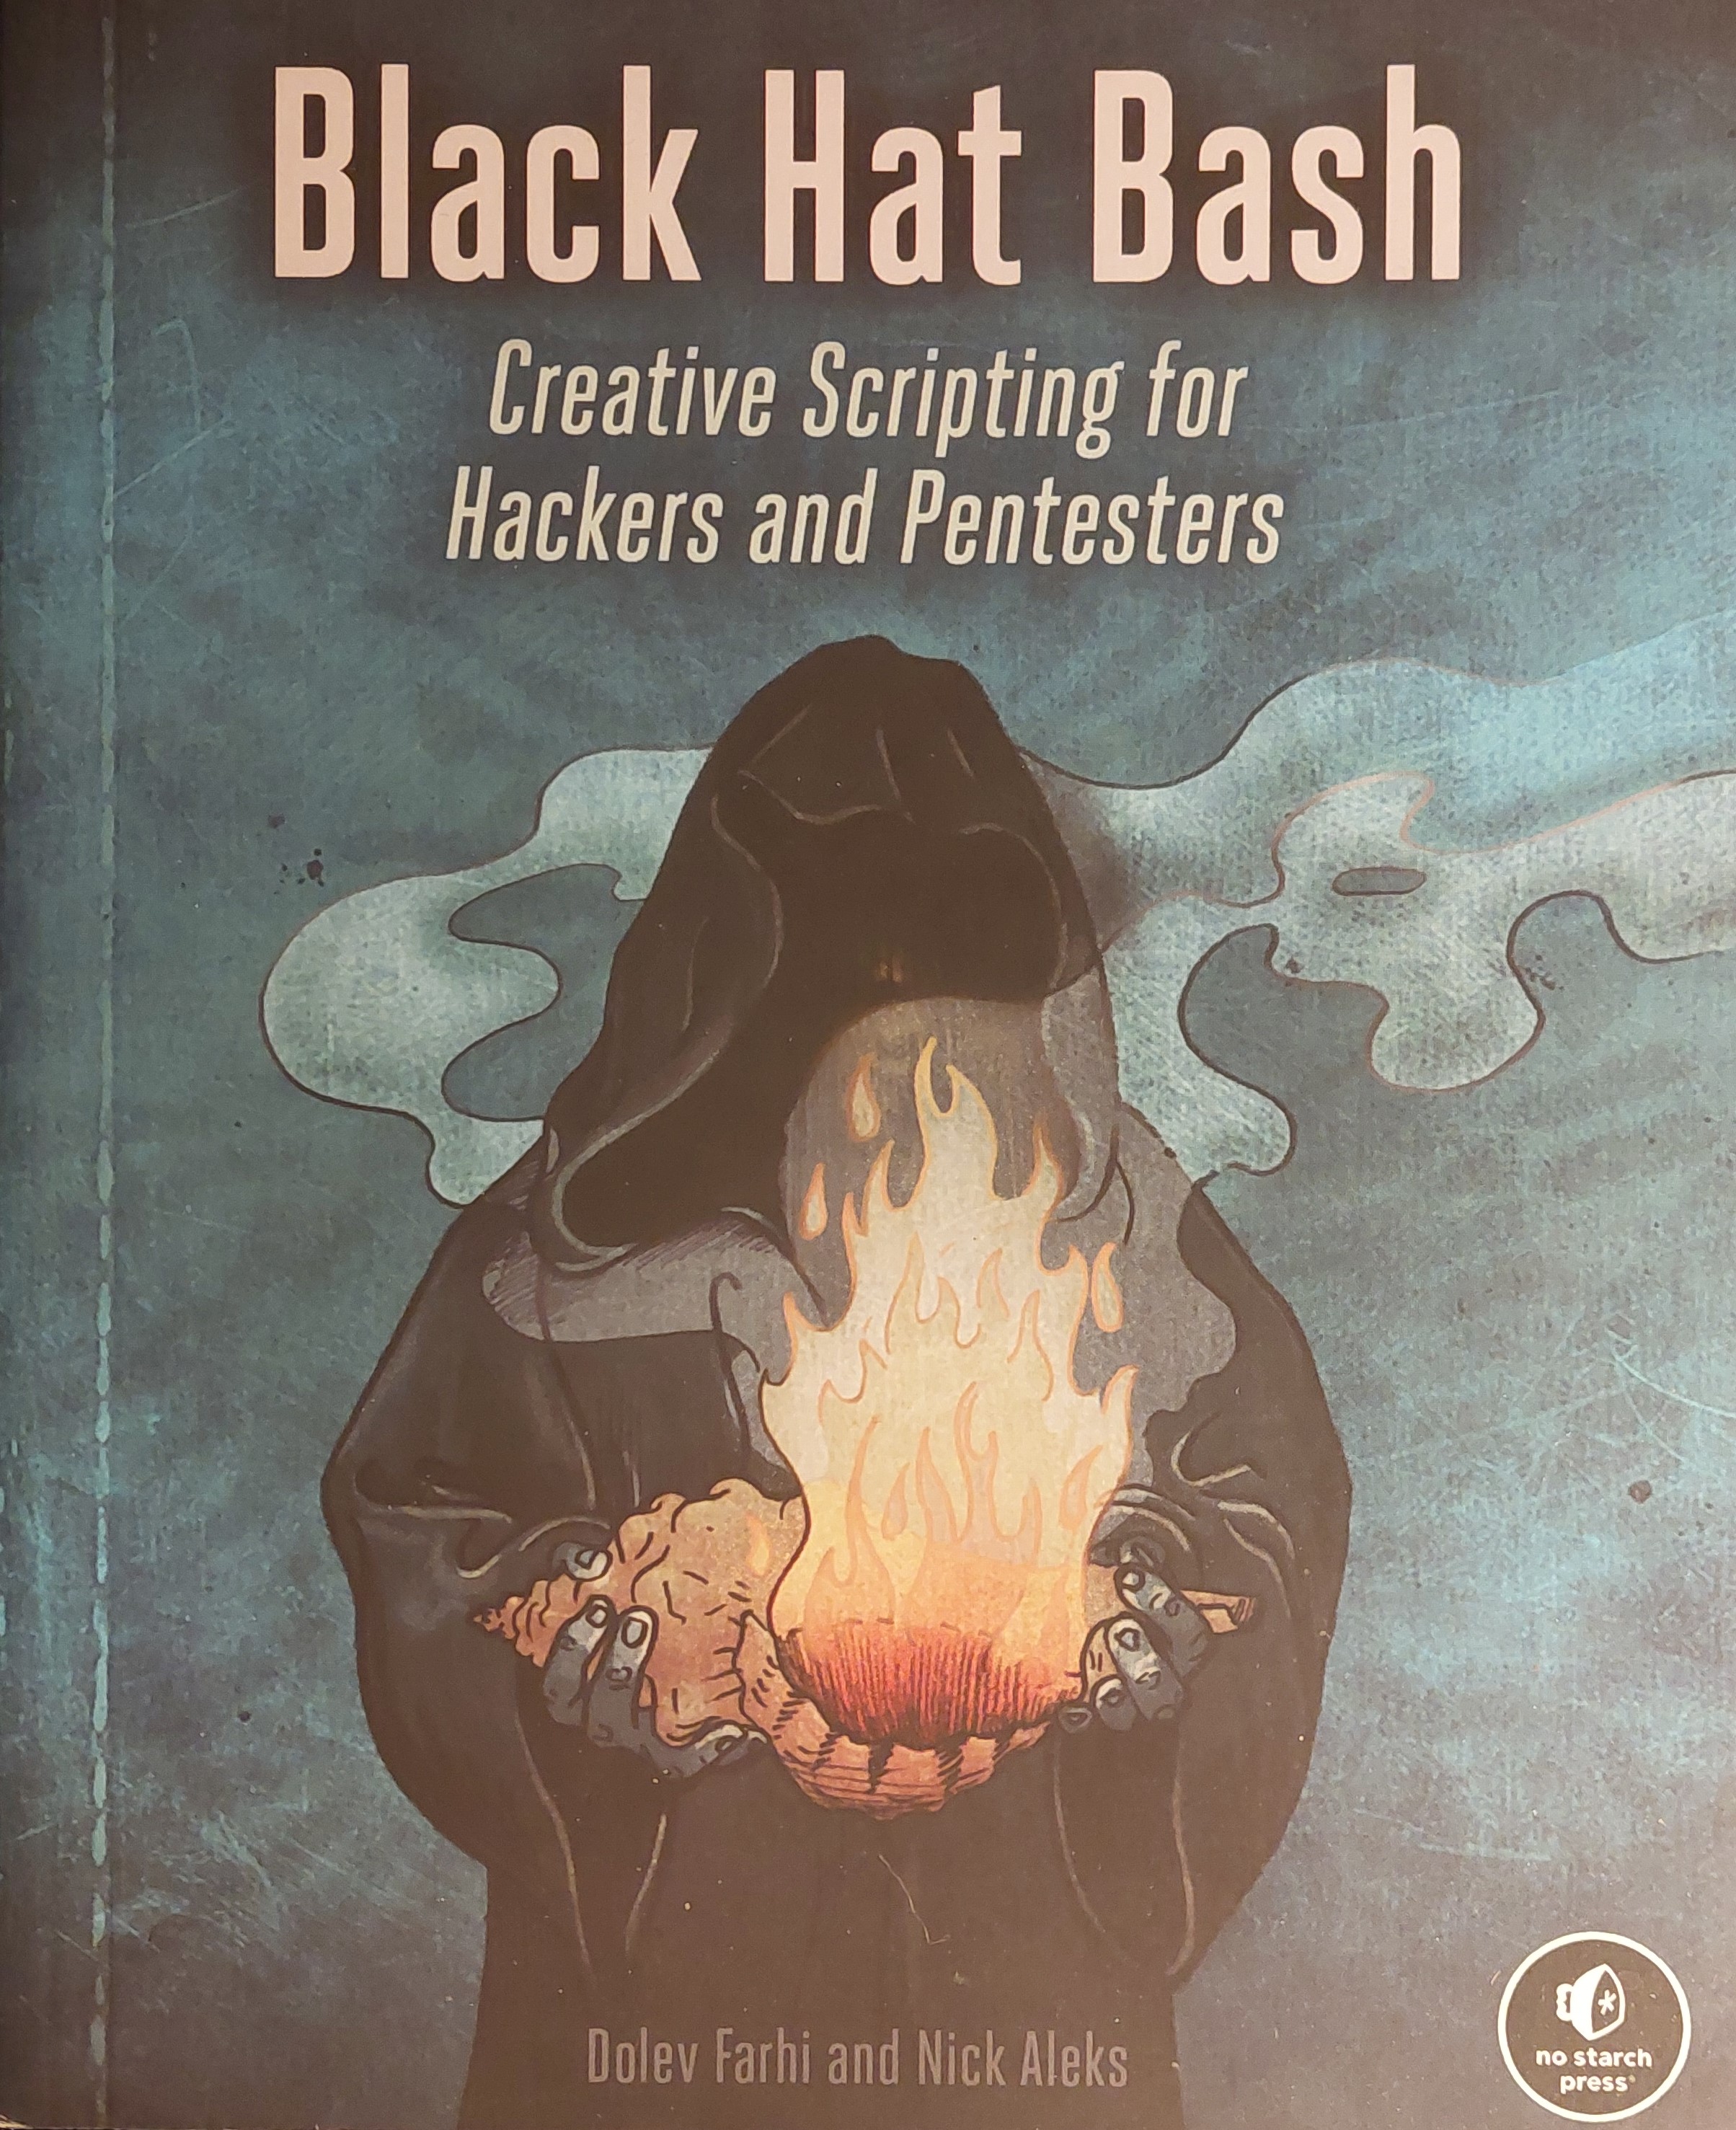 Black Hat Bash
Creative Scripting for
Hackers and Pentesters
Dolev Farhi and Nick Aleks
no starch
press®